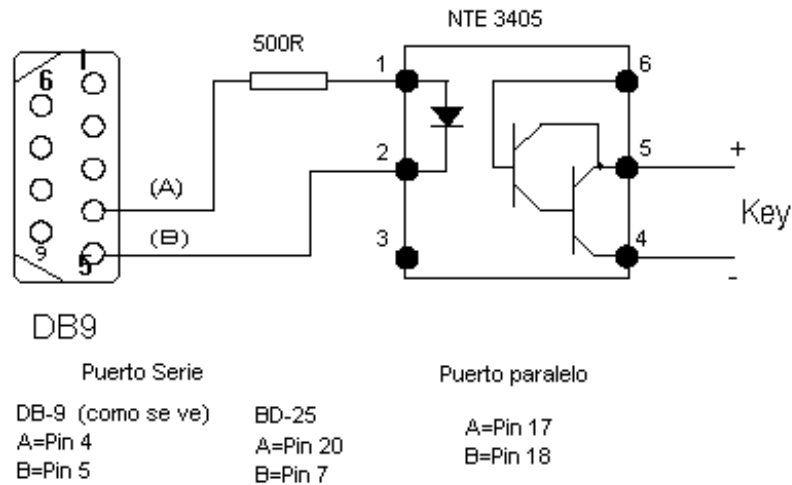 NTE 3405
500R
1
6
6
1
2
5
+
(A)
Key
(B)
3
4
9
5
-
DB9
Puerto Serie
Puerto paralelo
DB-9 (como se ve)
BD-25
A=Pin 4
A=Pin 20
A=Pin 17
B=Pin 5
B=Pin 7
B=Pin 18